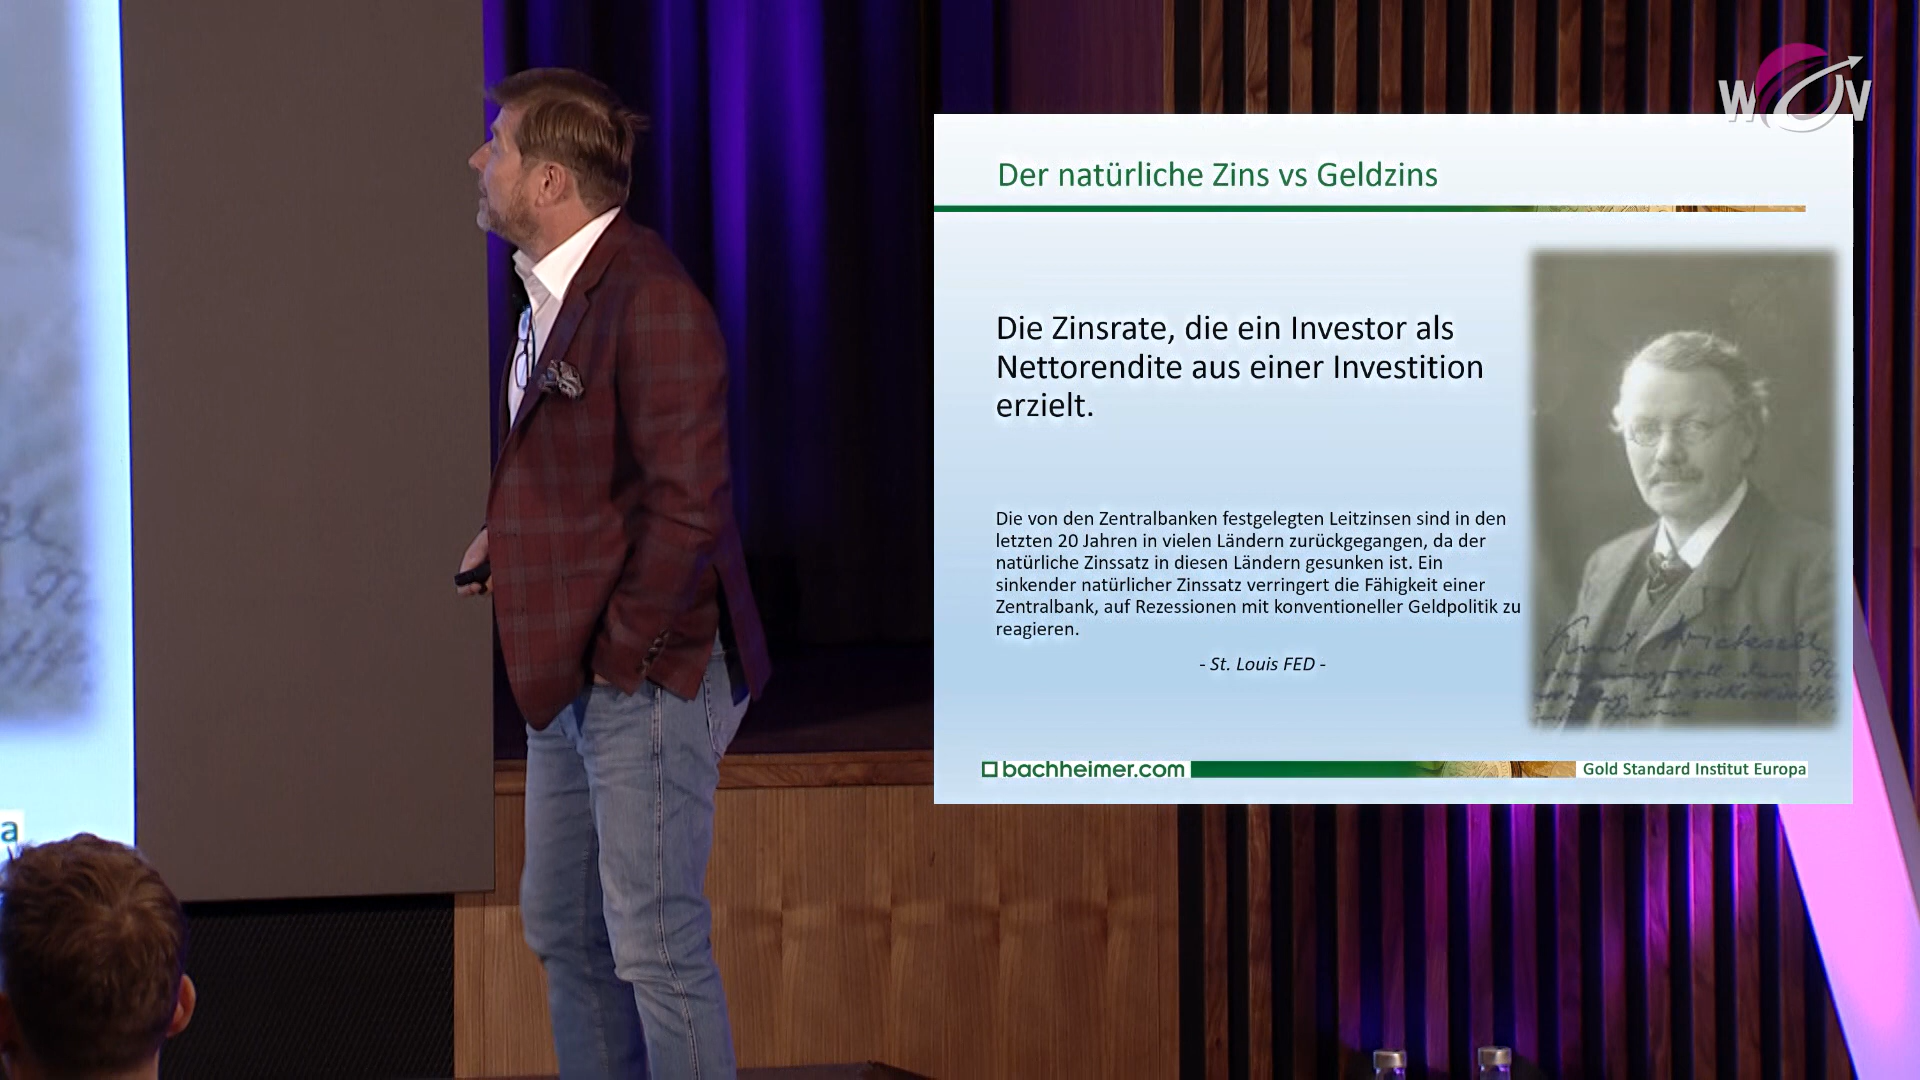 WOV
Der natürliche Zins vs Geldzins
Die Zinsrate, die ein Investor als
Nettorendite aus einer Investition
erzielt.
Die von den Zentralbanken festgelegten Leitzinsen sind in den
letzten 20 Jahren in vielen Ländern zurückgegangen, da der
natürliche Zinssatz in diesen Ländern gesunken ist. Ein
sinkender natürlicher Zinssatz verringert die Fähigkeit einer
Zentralbank, auf Rezessionen mit konventioneller Geldpolitik zu
reagieren.
- St. Louis FED -
Knut Wicksell
bachheimer.com
Gold Standard Institut Europa
a